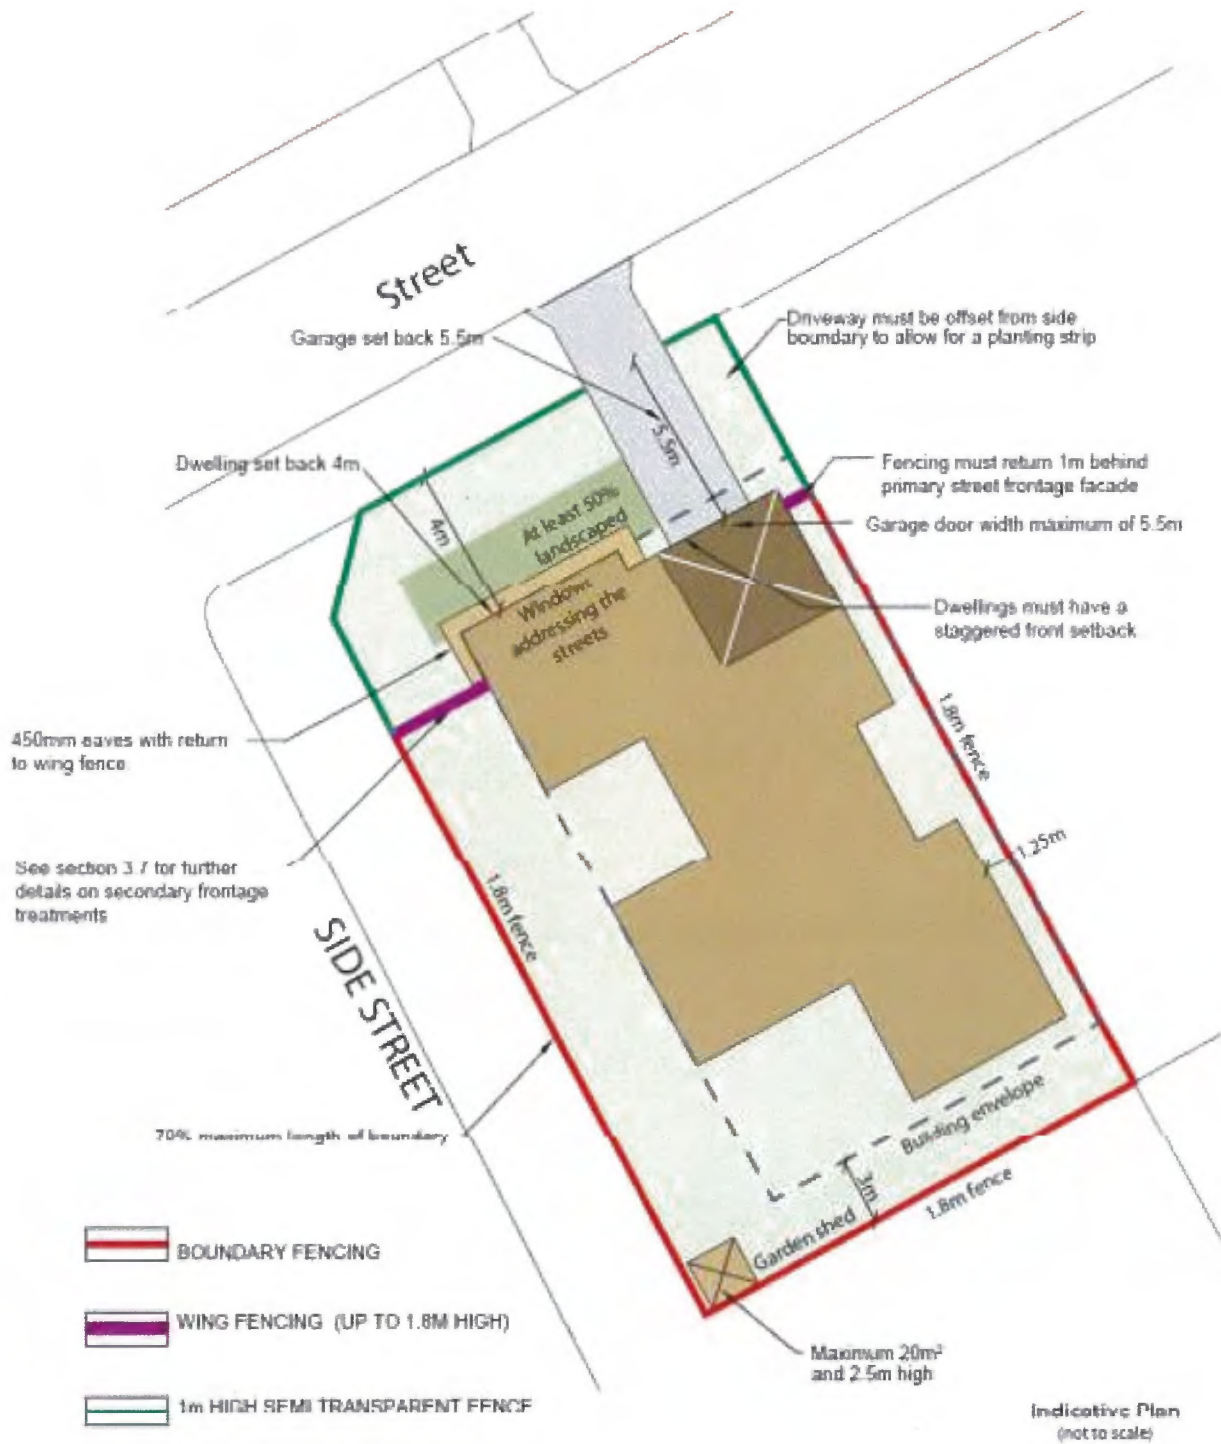 Street
Garage set back 5.5m
Driveway must be offset from side
boundary to allow for a planting strip
5.5m
Dwelling set back 4m
4m
At least 50%
landscaped
Fencing must return 1m behind
primary street frontage facade
Garage door width maximum of 5.5m
Windows
addressing the
streets
Dwellings must have a
staggered front setback
450mm eaves with return
to wing fence
1.8m fence
See section 3.7 for further
details on secondary frontage
treatments
1.8m fence
1.25m
SIDE STREET
maximum length of boundary
Building envelope
3m
1.8m fence
Garden shed
BOUNDARY FENCING
WING FENCING (UP TO 1.8M HIGH)
Maximum 20m²
and 2.5m high
1m HIGH SEMI TRANSPARENT FENCE
Indicative Plan
(not to scale)